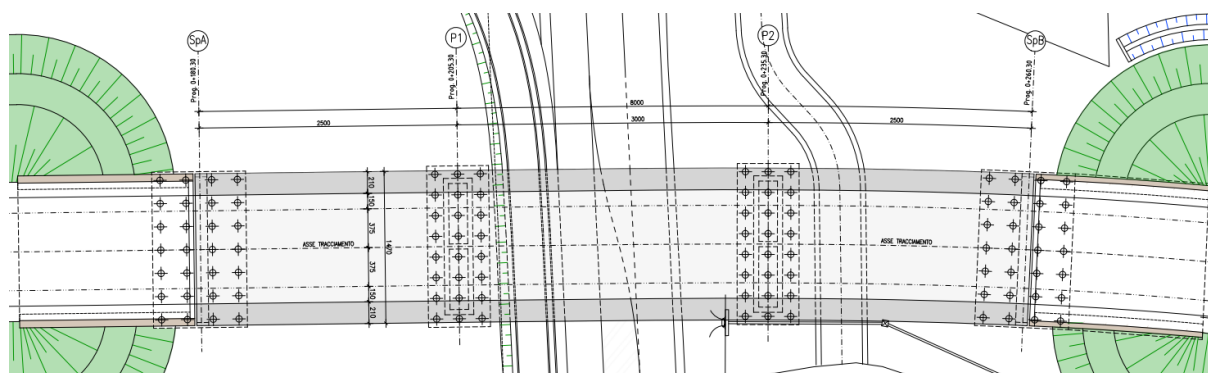 SpA
P1
P2
SpB
Prog. 0+180.30
Prog. 0+205.30
Prog. 0+235.30
Prog. 0+260.30
8000
2500
3000
2500
210
150
375
375
150
210
1470
ASSE TRACCIAMENTO
ASSE TRACCIAMENTO